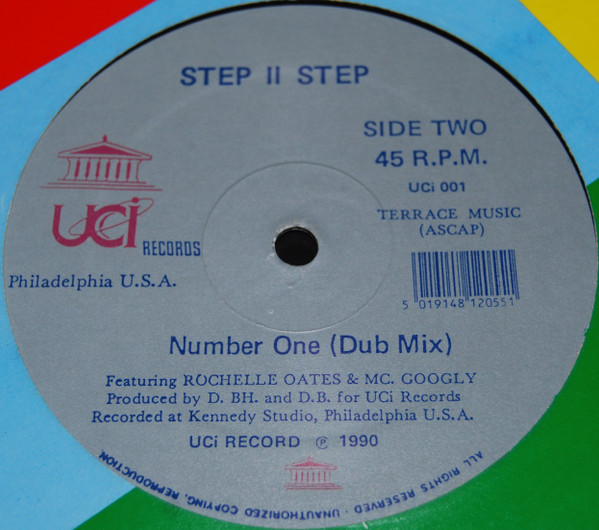 STEP II STEP
SIDE TWO
45 R.P.M.
UCi 001
TERRACE MUSIC
(ASCAP)
UCi RECORDS
Philadelphia U.S.A.
5 019148 120551
Number One (Dub Mix)
Featuring ROCHELLE OATES & MC. GOOGLY
Produced by D. BH. and D.B. for UCi Records
Recorded at Kennedy Studio, Philadelphia U.S.A.
UCi RECORD ℗ 1990
ALL RIGHTS RESERVED · UNAUTHORIZED COPYING, REPRODUCTION